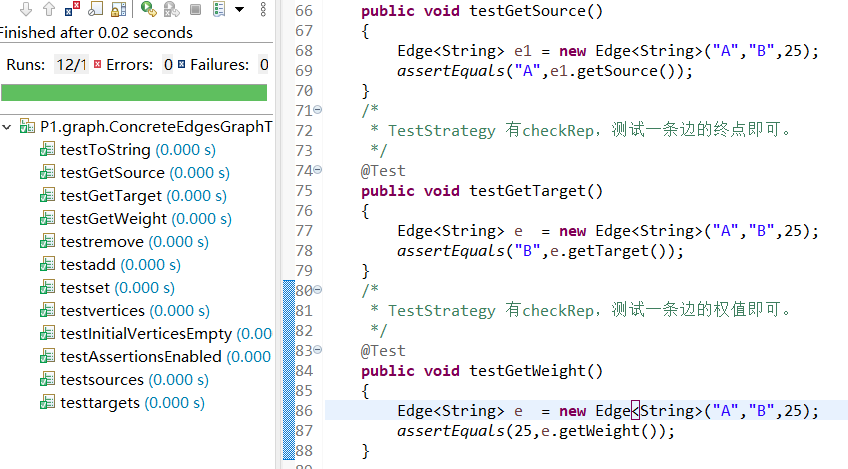 Finished after 0.02 seconds
Runs: 12/1 Errors: 0 Failures: 0
P1.graph.ConcreteEdgesGraphT
testToString (0.000 s)
testGetSource (0.000 s)
testGetTarget (0.000 s)
testGetWeight (0.000 s)
testremove (0.000 s)
testadd (0.000 s)
testset (0.000 s)
testvertices (0.000 s)
testInitialVerticesEmpty (0.00
testAssertionsEnabled (0.000
testsources (0.000 s)
testtargets (0.000 s)
66 public void testGetSource()
67 {
68 Edge<String> e1 = new Edge<String>("A","B",25);
69 assertEquals("A",e1.getSource());
70 }
71 /*
72 * TestStrategy 有checkRep，测试一条边的终点即可。
73 */
74 @Test
75 public void testGetTarget()
76 {
77 Edge<String> e  = new Edge<String>("A","B",25);
78 assertEquals("B",e.getTarget());
79 }
80 /*
81 * TestStrategy 有checkRep，测试一条边的权值即可。
82 */
83 @Test
84 public void testGetWeight()
85 {
86 Edge<String> e  = new Edge<String>("A","B",25);
87 assertEquals(25,e.getWeight());
88 }